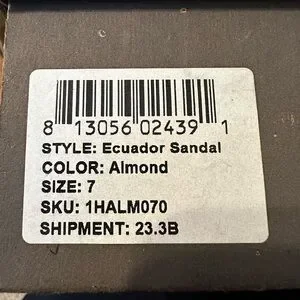 8 13056 02439 1
STYLE: Ecuador Sandal
COLOR: Almond
SIZE: 7
SKU: 1HALM070
SHIPMENT: 23.3B